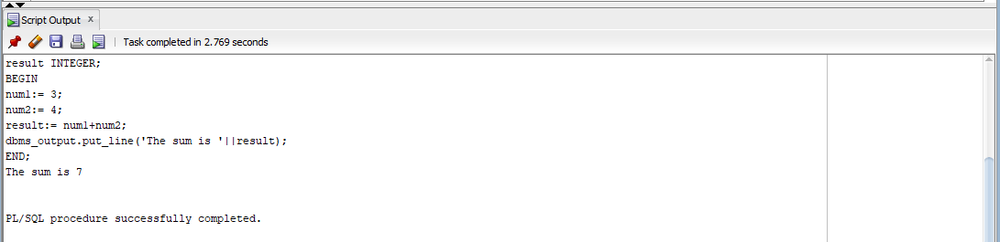 Script Output x
Task completed in 2.769 seconds
result INTEGER;
BEGIN
num1:= 3;
num2:= 4;
result:= num1+num2;
dbms_output.put_line('The sum is '||result);
END;
The sum is 7
PL/SQL procedure successfully completed.